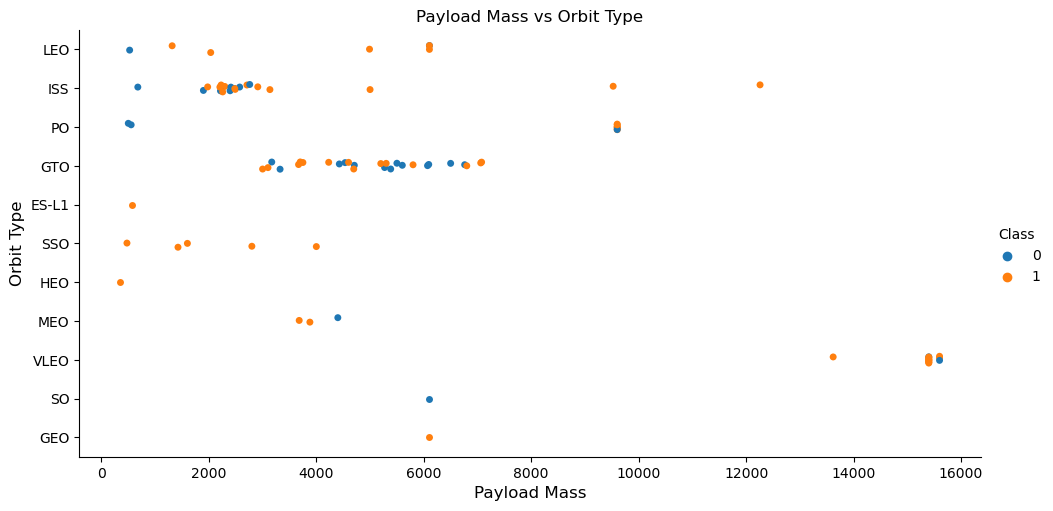 Payload Mass vs Orbit Type
Orbit Type
LEO
ISS
PO
GTO
ES-L1
SSO
HEO
MEO
VLEO
SO
GEO
0 2000 4000 6000 8000 10000 12000 14000 16000
Payload Mass
Class
0
1